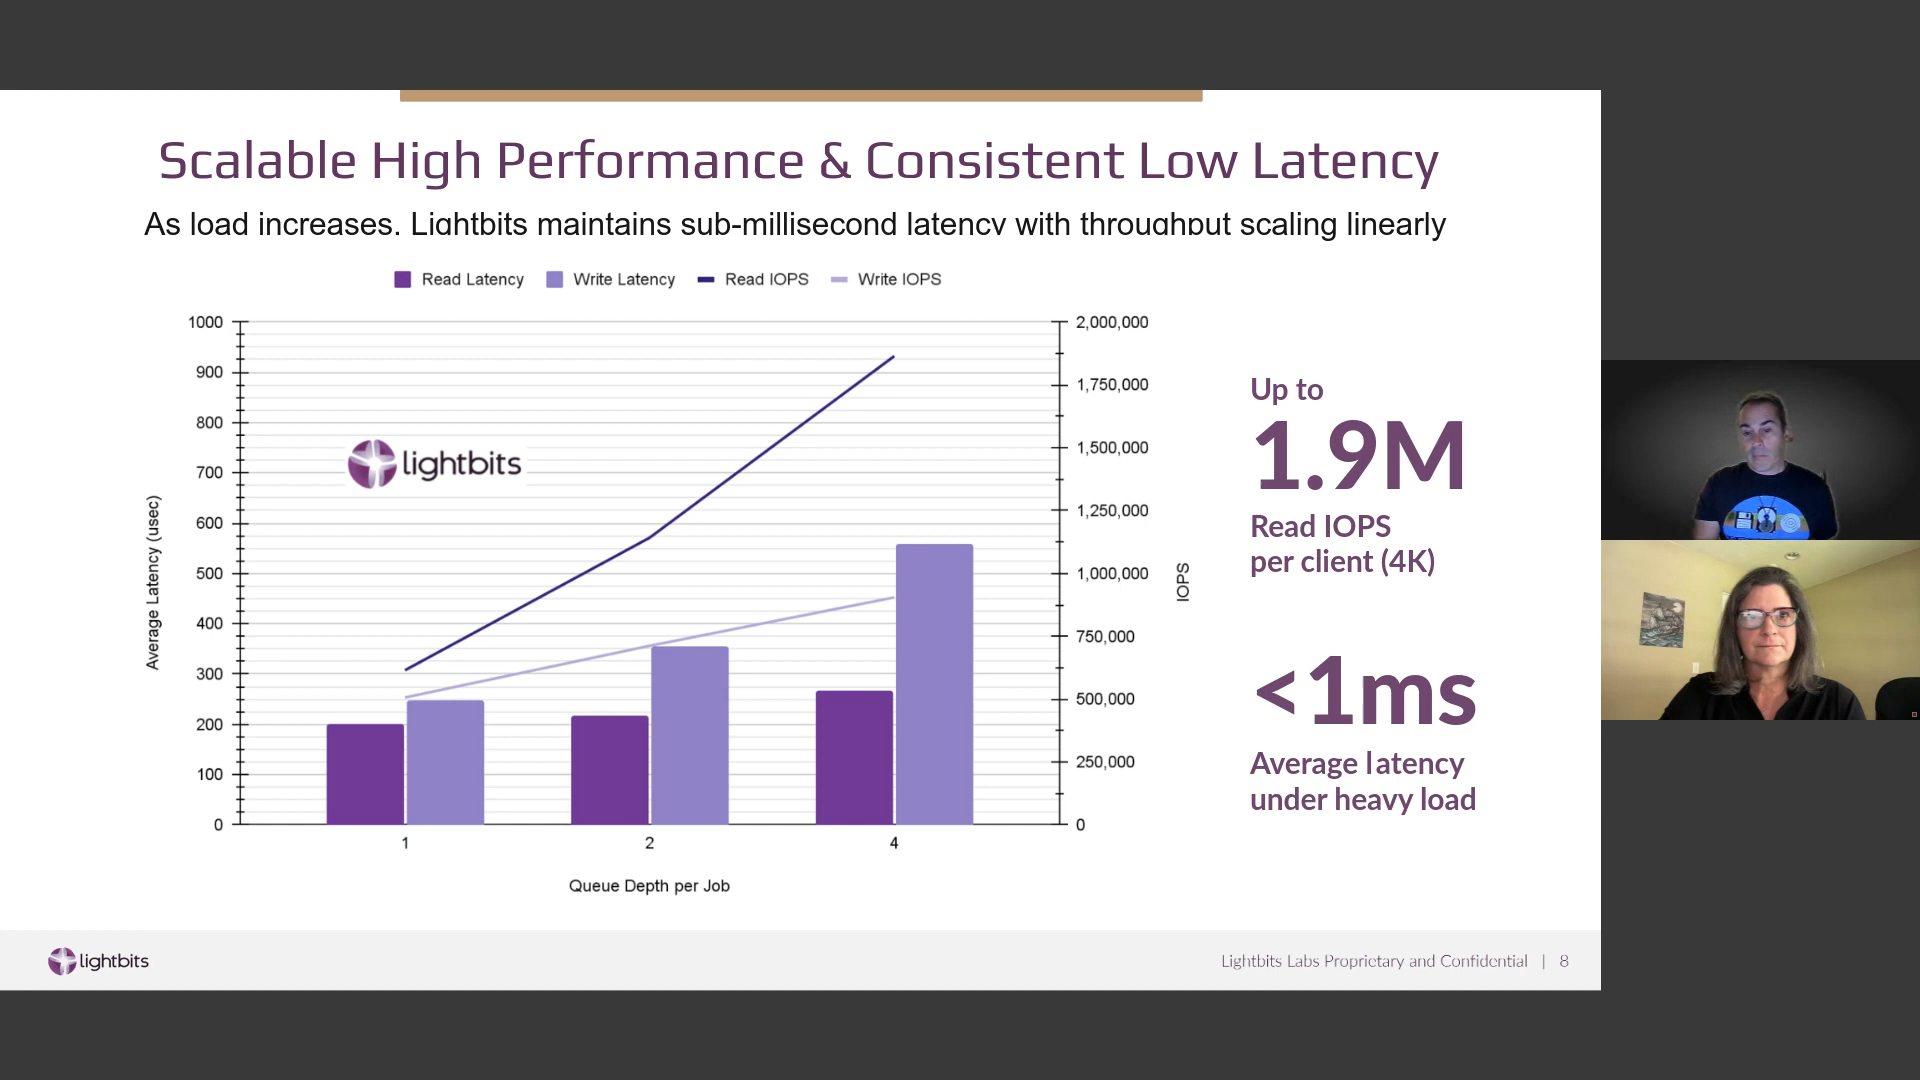 Scalable High Performance & Consistent Low Latency
As load increases, Lightbits maintains sub-millisecond latency with throughput scaling linearly
Read Latency Write Latency Read IOPS Write IOPS
1000
900
800
700
600
500
400
300
200
100
0
Average Latency (usec)
lightbits
2,000,000
1,750,000
1,500,000
1,250,000
1,000,000
750,000
500,000
250,000
0
IOPS
1 2 4
Queue Depth per Job
Up to
1.9M
Read IOPS
per client (4K)
<1ms
Average latency
under heavy load
lightbits
Lightbits Labs Proprietary and Confidential | 8